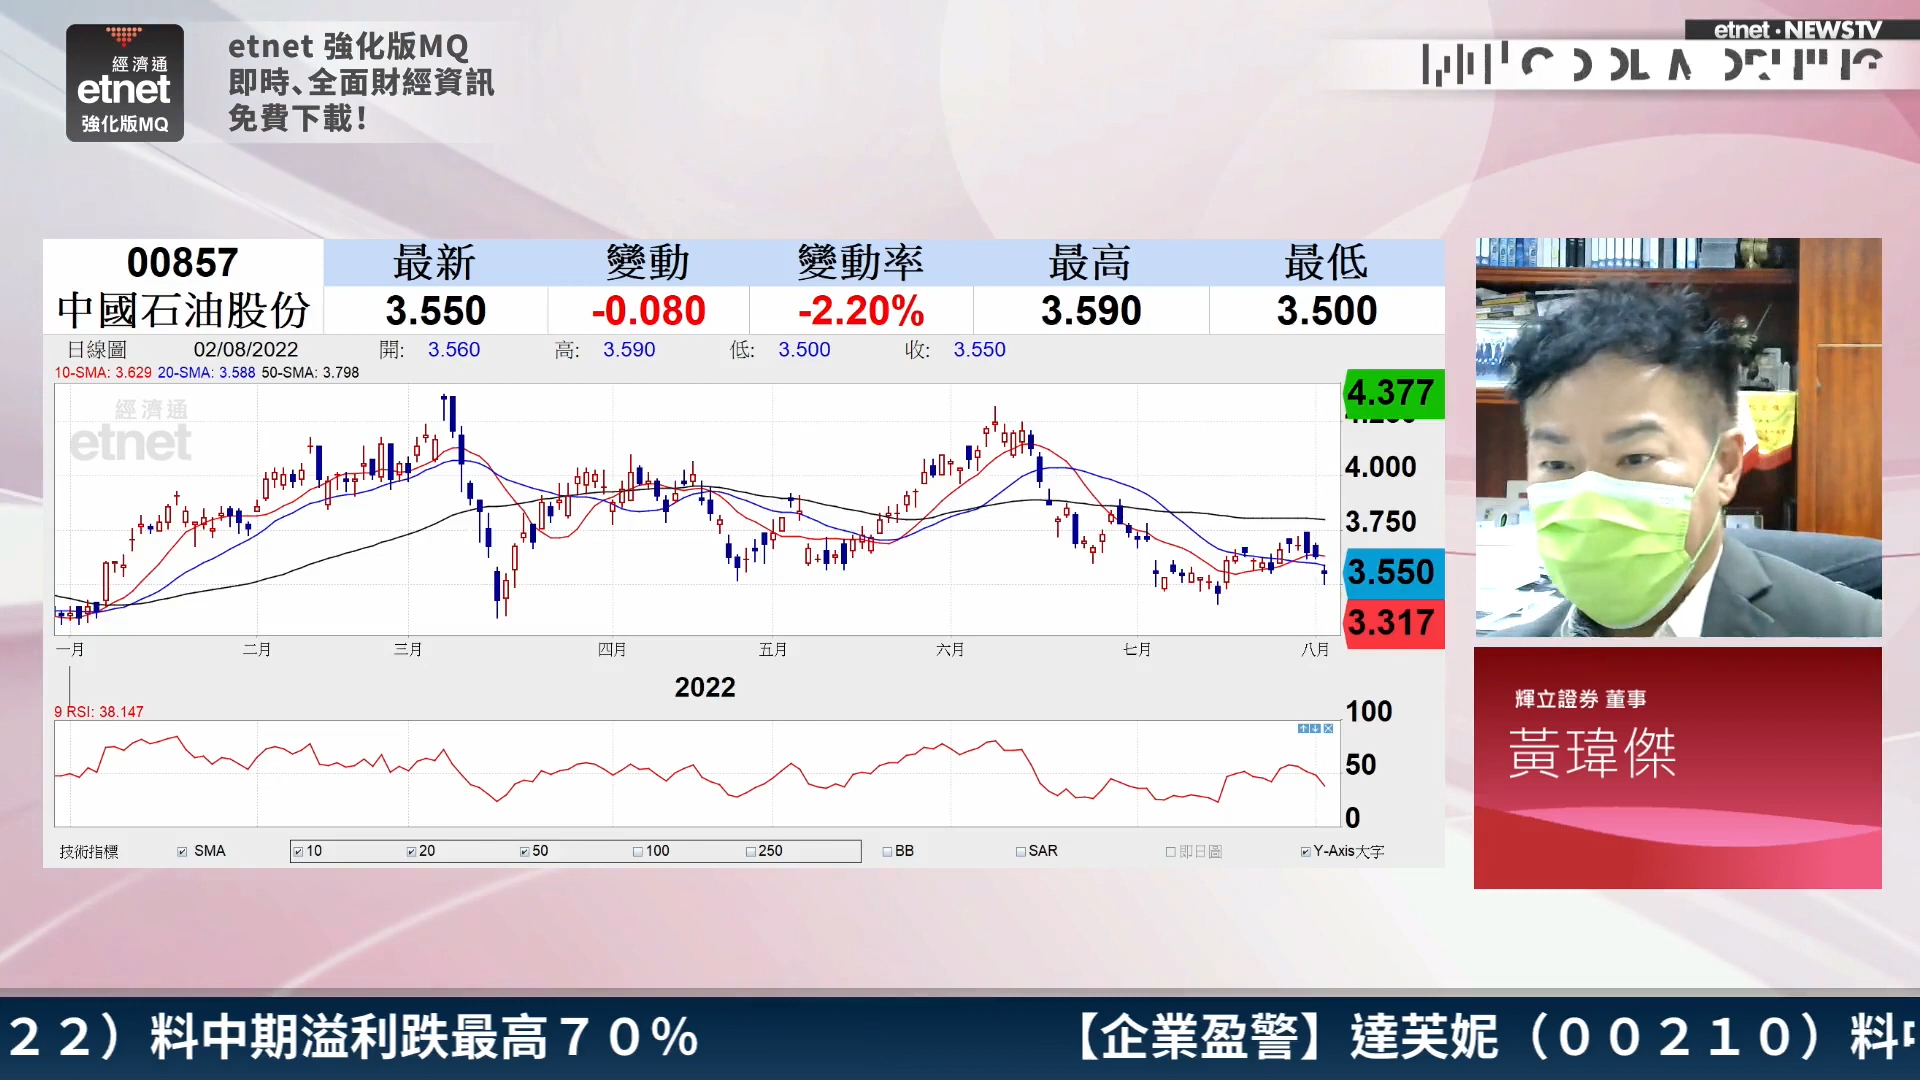 經濟通
etnet
強化版MQ
etnet 強化版MQ
即時、全面財經資訊
免費下載！
etnet · NEWSTV
00857
中國石油股份
最新 變動 變動率 最高 最低
3.550 -0.080 -2.20% 3.590 3.500
日線圖 02/08/2022 開: 3.560 高: 3.590 低: 3.500 收: 3.550
10-SMA: 3.629 20-SMA: 3.588 50-SMA: 3.798
經濟通
etnet
4.377
4.000
3.750
3.550
3.317
一月 二月 三月 四月 五月 六月 七月 八月
2022
9 RSI: 38.147
100
50
0
技術指標 SMA 10 20 50 100 250 BB SAR 即日圖 Y-Axis大字
輝立證券 董事
黃瑋傑
２２）料中期溢利跌最高７０％ 【企業盈警】達芙妮（００２１０）料